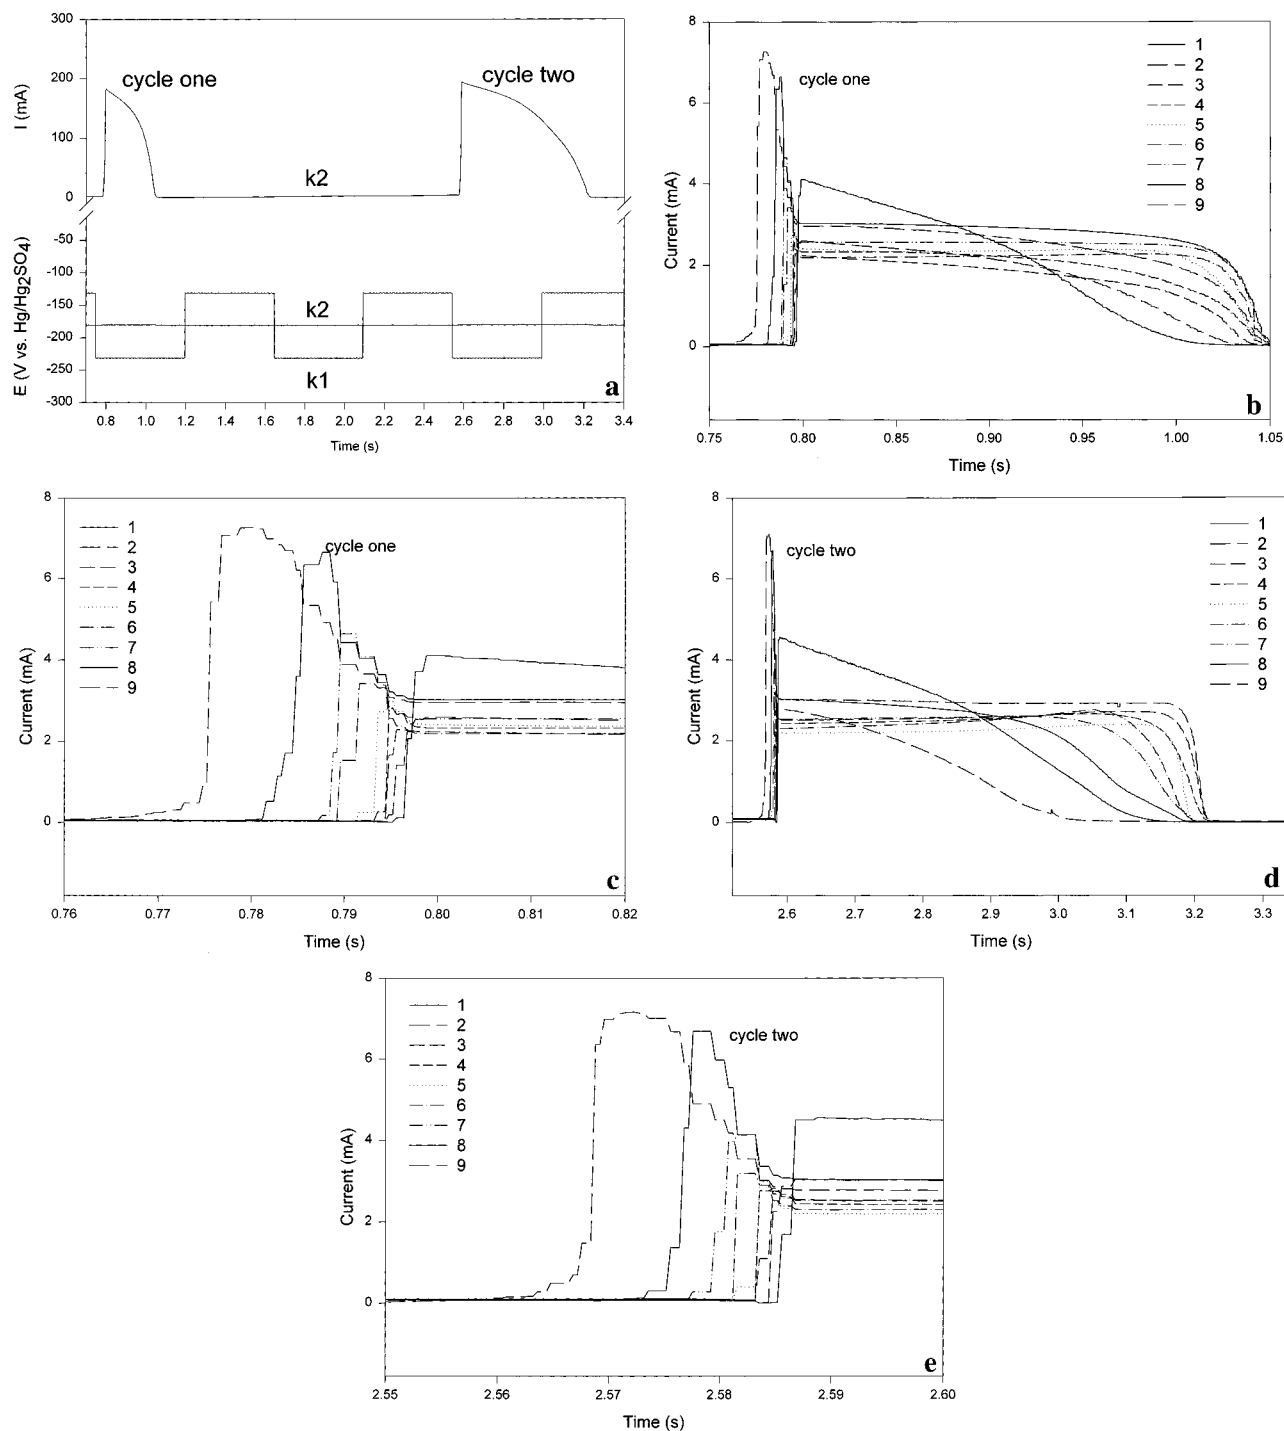 300
200
100
0
I (mA)
cycle one
cycle two
k2
-50
-100
-150
-200
-250
-300
E (V vs. Hg/Hg2SO4)
k2
k1
a
0.8 1.0 1.2 1.4 1.6 1.8 2.0 2.2 2.4 2.6 2.8 3.0 3.2 3.4
Time (s)
8
6
4
2
0
Current (mA)
cycle one
1
2
3
4
5
6
7
8
9
b
0.75 0.80 0.85 0.90 0.95 1.00 1.05
Time (s)
8
6
4
2
0
Current (mA)
1
2
3
4
5
6
7
8
9
cycle one
c
0.76 0.77 0.78 0.79 0.80 0.81 0.82
Time (s)
8
6
4
2
0
Current (mA)
cycle two
1
2
3
4
5
6
7
8
9
d
2.6 2.7 2.8 2.9 3.0 3.1 3.2 3.3
Time (s)
8
6
4
2
0
Current (mA)
1
2
3
4
5
6
7
8
9
cycle two
e
2.55 2.56 2.57 2.58 2.59 2.60
Time (s)